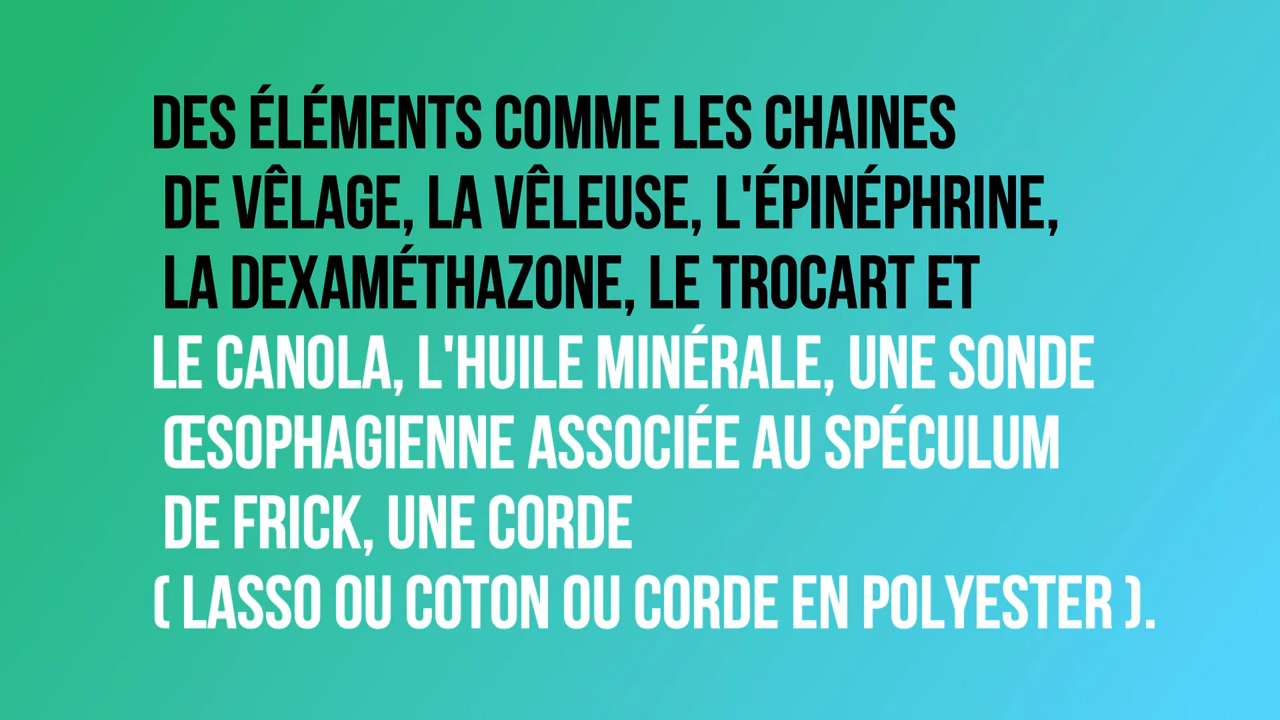 DES ÉLÉMENTS COMME LES CHAINES
DE VÊLAGE, LA VÊLEUSE, L'ÉPINÉPHRINE,
LA DEXAMÉTHAZONE, LE TROCART ET
LE CANOLA, L'HUILE MINÉRALE, UNE SONDE
ŒSOPHAGIENNE ASSOCIÉE AU SPÉCULUM
DE FRICK, UNE CORDE
( LASSO OU COTON OU CORDE EN POLYESTER ).